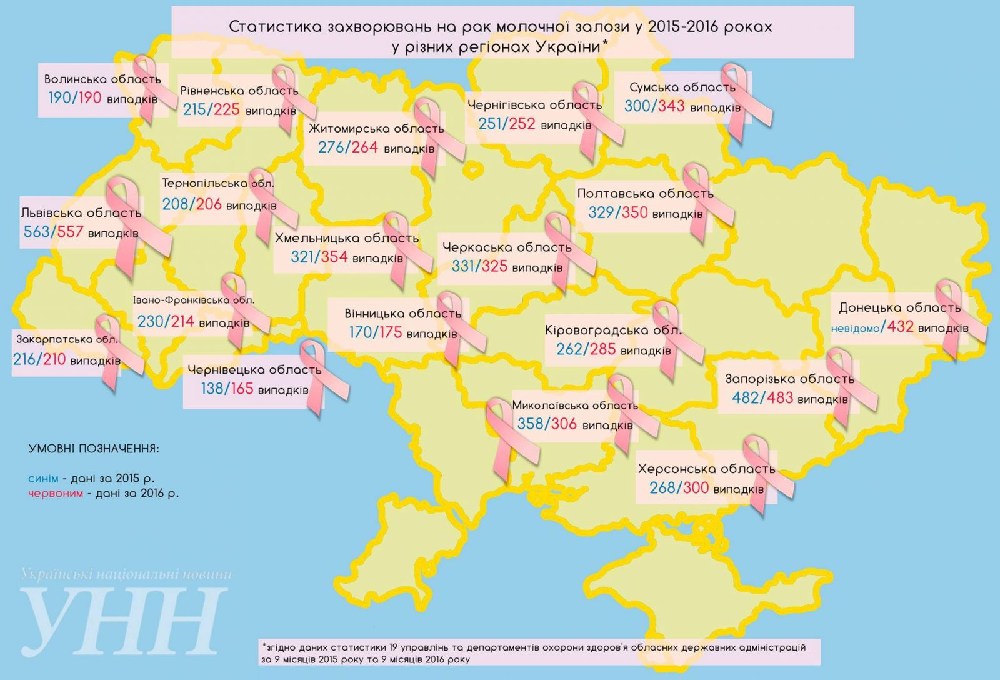 Статистика захворювань на рак молочної залози у 2015-2016 роках
у різних регіонах України*
Волинська область
190/190 випадків
Рівненська область
215/225 випадків
Житомирська область
276/264 випадків
Чернігівська область
251/252 випадків
Сумська область
300/343 випадків
Тернопільська обл.
208/206 випадків
Львівська область
563/557 випадків
Хмельницька область
321/354 випадків
Черкаська область
331/325 випадків
Полтавська область
329/350 випадків
Івано-Франківська обл.
230/214 випадків
Закарпатська обл.
216/210 випадків
Чернівецька область
138/165 випадків
Вінницька область
170/175 випадків
Кіровоградська обл.
262/285 випадків
Донецька область
невідомо/432 випадків
Запорізька область
482/483 випадків
Миколаївська область
358/306 випадків
Херсонська область
268/300 випадків
УМОВНІ ПОЗНАЧЕННЯ:
синім - дані за 2015 р.
червоним - дані за 2016 р.
Українські національні новини
УНН
*згідно даних статистики 19 управлінь та департаментів охорони здоров'я обласних державних адміністрацій
за 9 місяців 2015 року та 9 місяців 2016 року